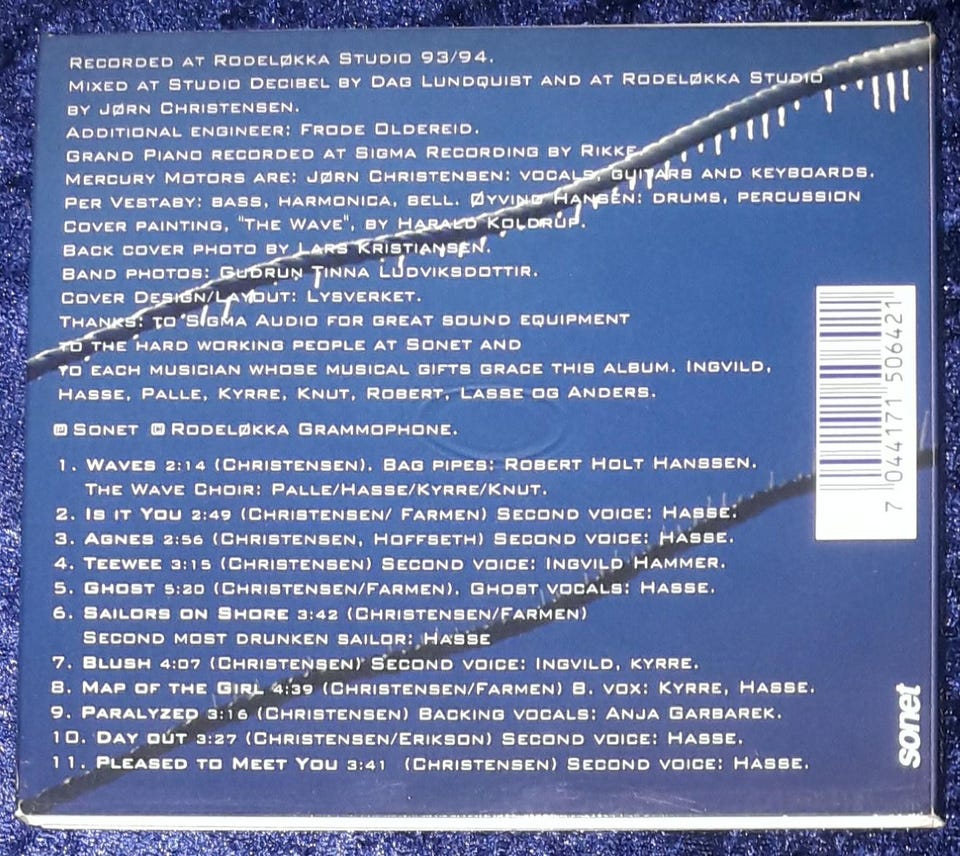 Recorded at Rodeløkka Studio 93/94.
Mixed at Studio Decibel by Dag Lundquist and at Rodeløkka Studio
by Jørn Christensen.
Additional engineer: Frode Oldereid.
Grand Piano recorded at Sigma Recording by Rikke.
Mercury Motors are: Jørn Christensen: vocals, guitars and keyboards.
Per Vestaby: bass, harmonica, bell. Øyvind Hansen: drums, percussion
Cover painting, "The Wave", by Harald Koldrup.
Back cover photo by Lars Kristiansen.
Band photos: Gudrun Tinna Ludviksdottir.
Cover Design/Layout: Lysverket.
Thanks: to Sigma Audio for great sound equipment
to the hard working people at Sonet and
to each musician whose musical gifts grace this album. Ingvild,
Hasse, Palle, Kyrre, Knut, Robert, Lasse og Anders.
℗ Sonet © Rodeløkka Grammophone.
1. Waves 2:14 (Christensen). Bag pipes: Robert Holt Hanssen.
The Wave Choir: Palle/Hasse/Kyrre/Knut.
2. Is it You 2:49 (Christensen/ Farmen) Second voice: Hasse.
3. Agnes 2:56 (Christensen, Hoffseth) Second voice: Hasse.
4. Teewee 3:15 (Christensen) Second voice: Ingvild Hammer.
5. Ghost 5:20 (Christensen/Farmen). Ghost vocals: Hasse.
6. Sailors on Shore 3:42 (Christensen/Farmen)
Second most drunken sailor: Hasse
7. Blush 4:07 (Christensen) Second voice: Ingvild, kyrre.
8. Map of the Girl 4:39 (Christensen/Farmen) B. vox: Kyrre, Hasse.
9. Paralyzed 3:16 (Christensen) Backing vocals: Anja Garbarek.
10. Day out 3:27 (Christensen/Erikson) Second voice: Hasse.
11. Pleased to Meet You 3:41 (Christensen) Second voice: Hasse.
7 044171 506421
sonet